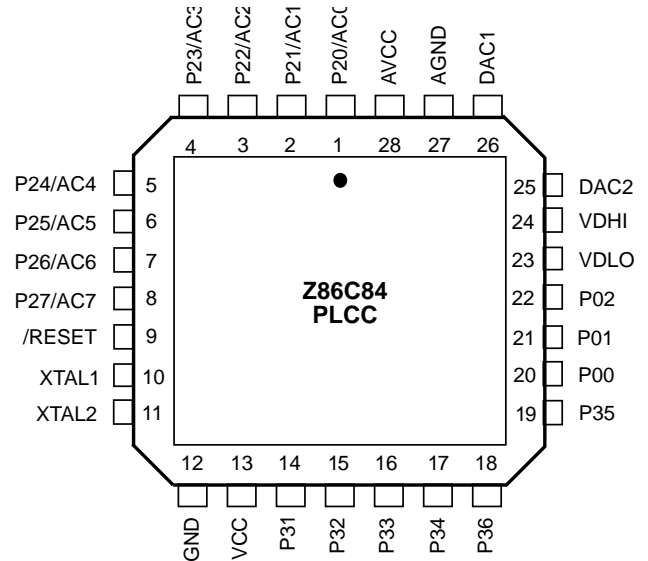 P23/AC3
P22/AC2
P21/AC1
P20/AC0
AVCC
AGND
DAC1
4 3 2 1 28 27 26
P24/AC4 5
P25/AC5 6
P26/AC6 7
P27/AC7 8
/RESET 9
XTAL1 10
XTAL2 11
Z86C84
PLCC
25 DAC2
24 VDHI
23 VDLO
22 P02
21 P01
20 P00
19 P35
12 13 14 15 16 17 18
GND
VCC
P31
P32
P33
P34
P36